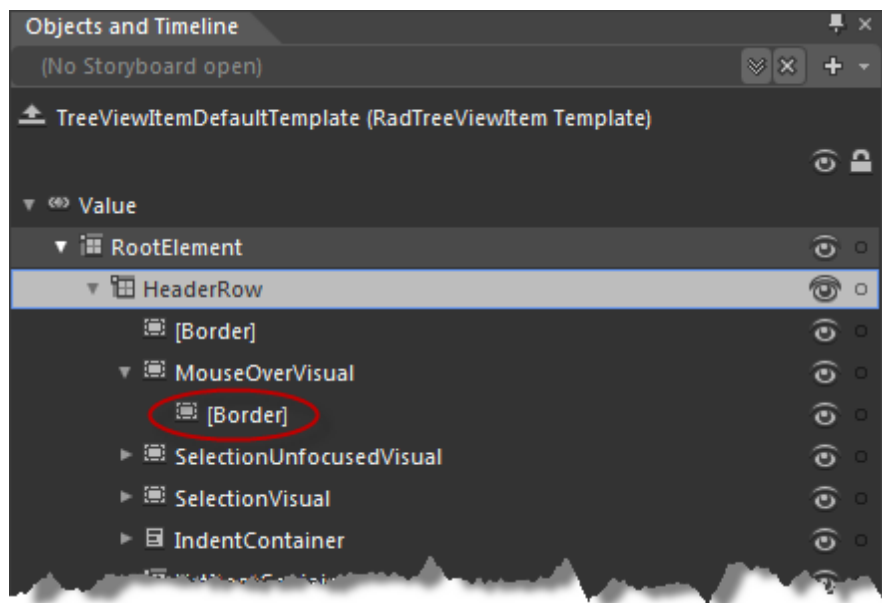 Objects and Timeline
(No Storyboard open)
TreeViewItemDefaultTemplate (RadTreeViewItem Template)
Value
RootElement
HeaderRow
[Border]
MouseOverVisual
[Border]
SelectionUnfocusedVisual
SelectionVisual
IndentContainer